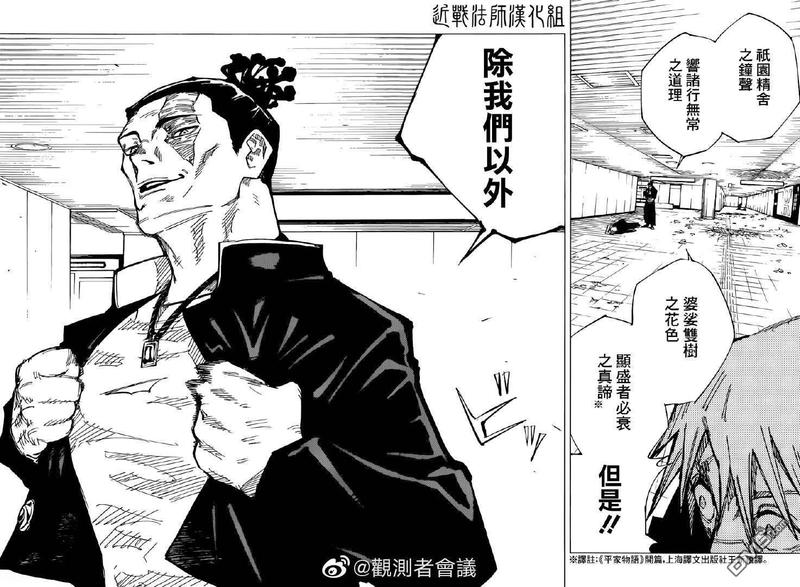 近戰法師漢化組
祇園精舍
之鐘聲
響諸行無常
之道理
娑婆雙樹
之花色
顯盛者必衰
之真諦※
但是!!
除我們以外
※譯註：《平家物語》開篇，上海譯文出版社王
譯。
@觀測者會議